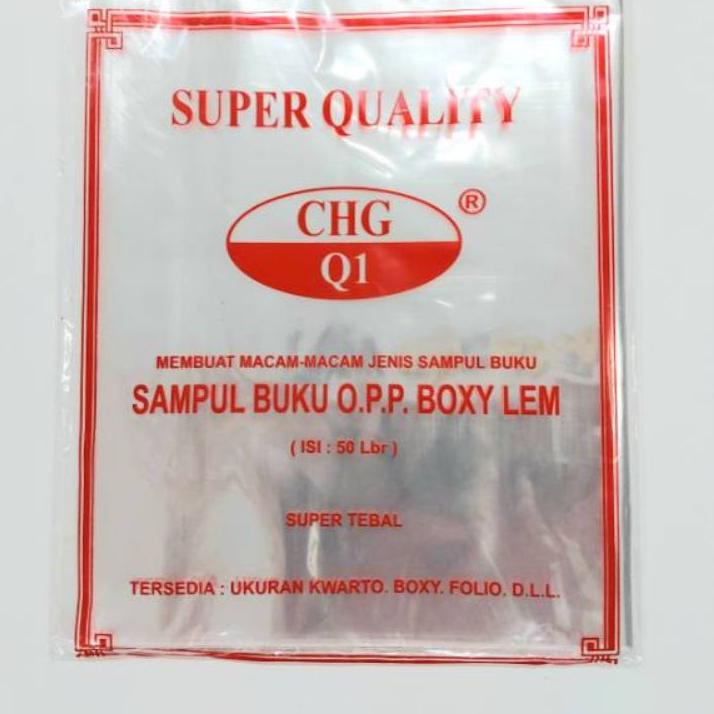 SUPER QUALITY
CHG ®
Q1
MEMBUAT MACAM-MACAM JENIS SAMPUL BUKU
SAMPUL BUKU O.P.P. BOXY LEM
( ISI : 50 Lbr )
SUPER TEBAL
TERSEDIA : UKURAN KWARTO. BOXY. FOLIO. D.L.L.